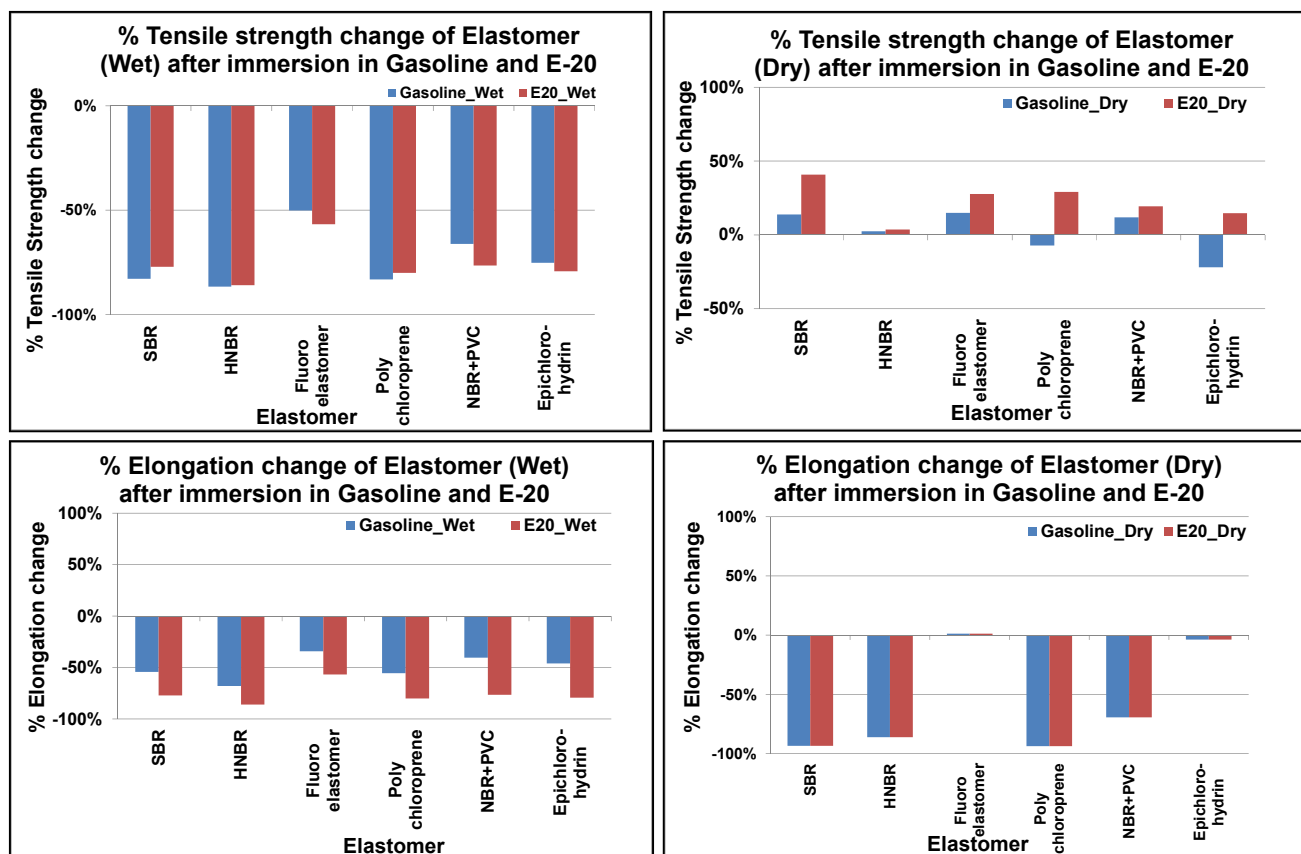 % Tensile strength change of Elastomer
(Wet) after immersion in Gasoline and E-20
Gasoline_Wet E20_Wet
% Tensile Strength change
0%
-50%
-100%
SBR
HNBR
Fluoro
elastomer
Poly
chloroprene
NBR+PVC
Epichloro-
hydrin
Elastomer
% Tensile strength change of Elastomer
(Dry) after immersion in Gasoline and E-20
Gasoline_Dry E20_Dry
% Tensile Strength change
100%
50%
0%
-50%
SBR
HNBR
Fluoro
elastomer
Poly
chloroprene
NBR+PVC
Epichloro-
hydrin
Elastomer
% Elongation change of Elastomer (Wet)
after immersion in Gasoline and E-20
Gasoline_Wet E20_Wet
% Elongation change
100%
50%
0%
-50%
-100%
SBR
HNBR
Fluoro
elastomer
Poly
chloroprene
NBR+PVC
Epichloro-
hydrin
Elastomer
% Elongation change of Elastomer (Dry)
after immersion in Gasoline and E-20
Gasoline_Dry E20_Dry
% Elongation change
100%
50%
0%
-50%
-100%
SBR
HNBR
Fluoro
elastomer
Poly
chloroprene
NBR+PVC
Epichloro-
hydrin
Elastomer